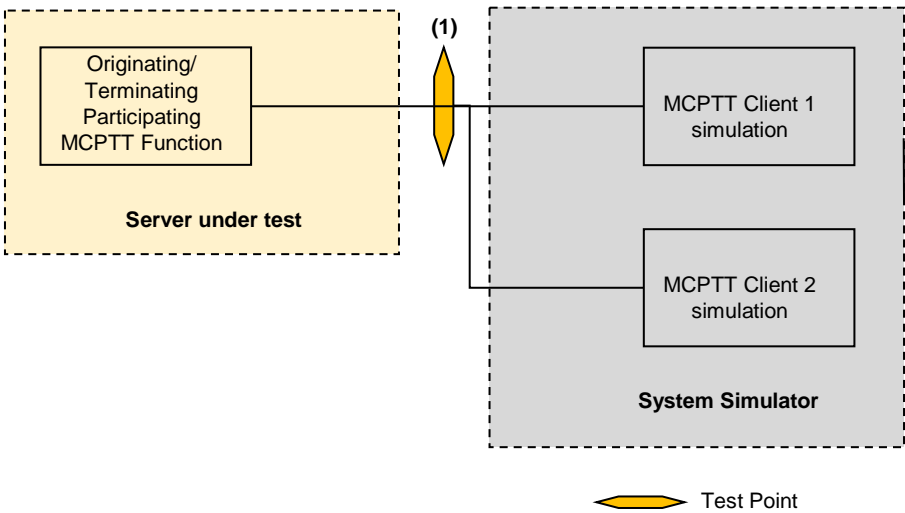 (1)
Originating/
Terminating
Participating
MCPTT Function
Server under test
MCPTT Client 1
simulation
MCPTT Client 2
simulation
System Simulator
Test Point